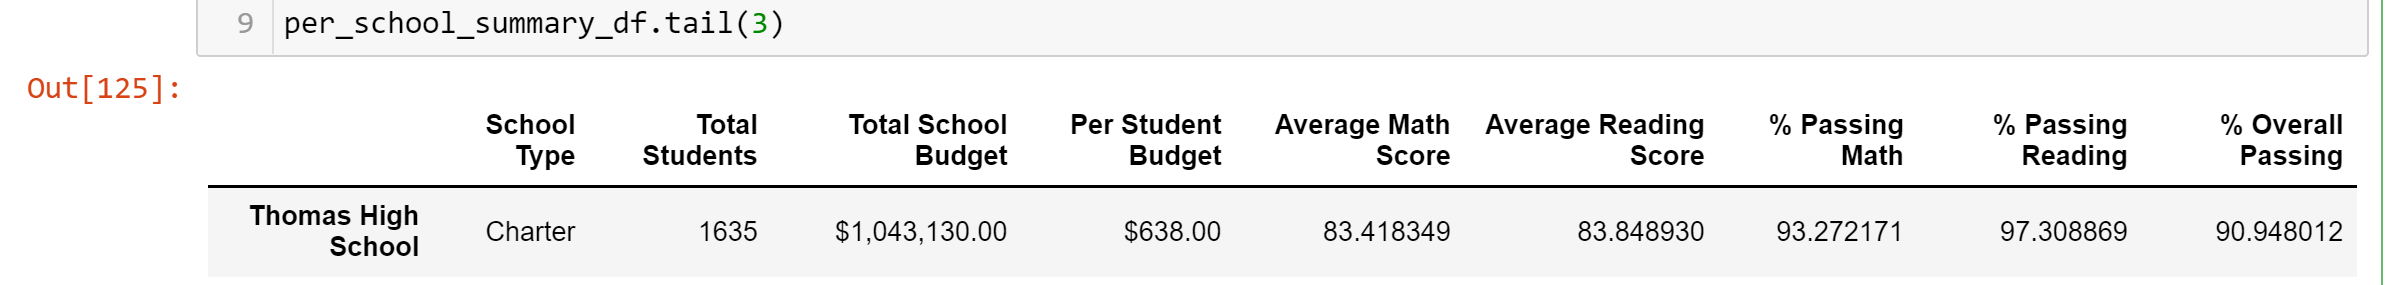 9 per_school_summary_df.tail(3)
Out[125]:
School Total Total School Per Student Average Math Average Reading % Passing % Passing % Overall
Type Students Budget Budget Score Score Math Reading Passing
Thomas High
School Charter 1635 $1,043,130.00 $638.00 83.418349 83.848930 93.272171 97.308869 90.948012